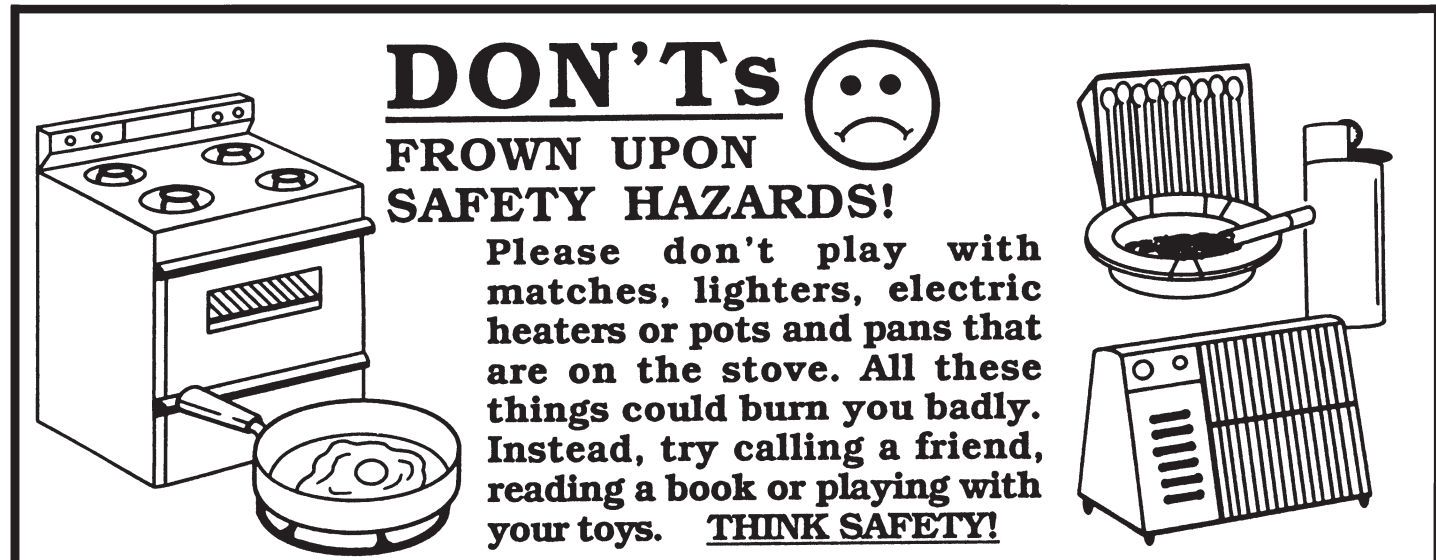 DON'Ts
FROWN UPON
SAFETY HAZARDS!
Please don't play with
matches, lighters, electric
heaters or pots and pans that
are on the stove. All these
things could burn you badly.
Instead, try calling a friend,
reading a book or playing with
your toys. THINK SAFETY!